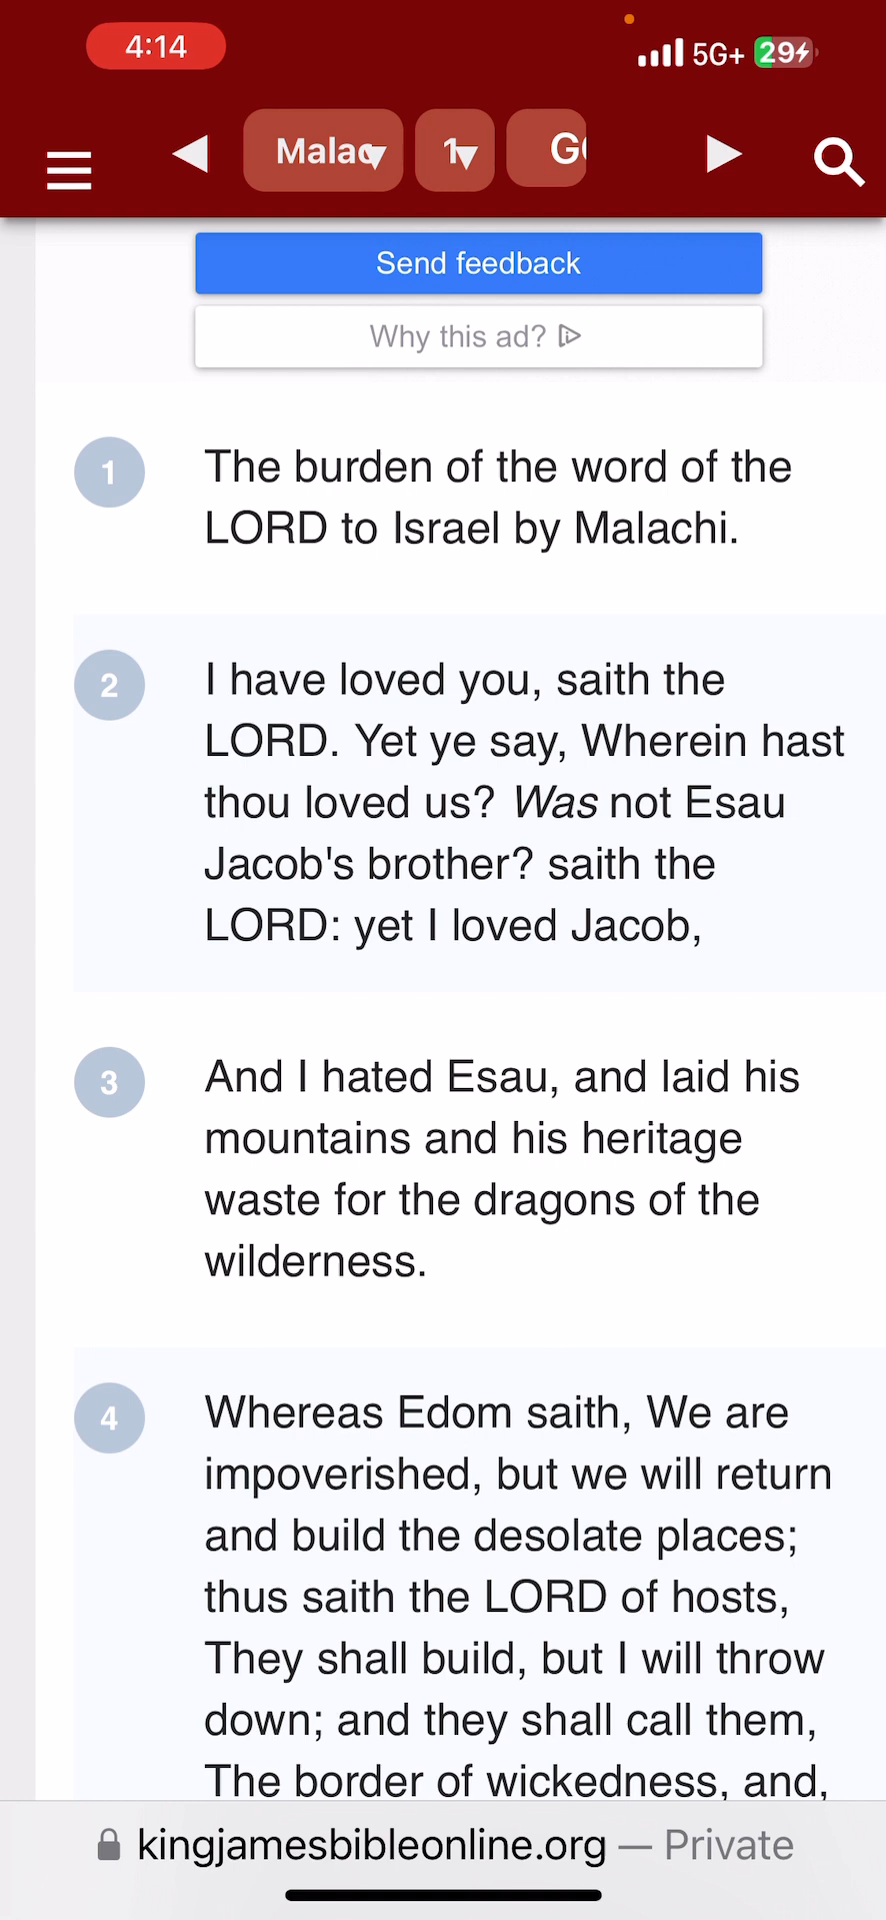 4:14
5G+ 29
Malac 1 G
Send feedback
Why this ad?
1 The burden of the word of the
LORD to Israel by Malachi.
2 I have loved you, saith the
LORD. Yet ye say, Wherein hast
thou loved us? Was not Esau
Jacob's brother? saith the
LORD: yet I loved Jacob,
3 And I hated Esau, and laid his
mountains and his heritage
waste for the dragons of the
wilderness.
4 Whereas Edom saith, We are
impoverished, but we will return
and build the desolate places;
thus saith the LORD of hosts,
They shall build, but I will throw
down; and they shall call them,
The border of wickedness, and,
kingjamesbibleonline.org — Private